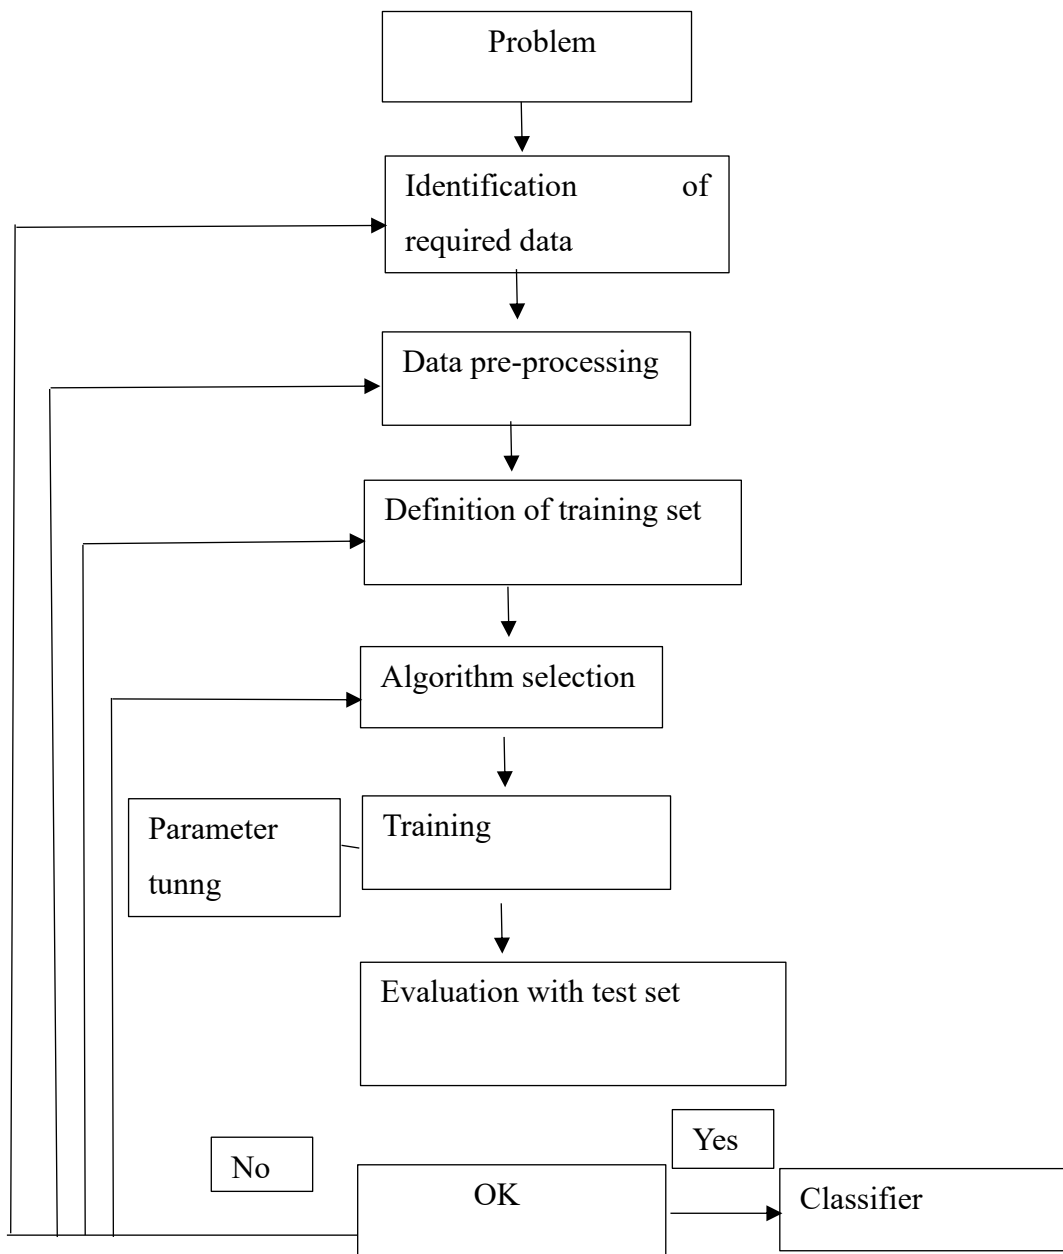 Problem
Identification of
required data
Data pre-processing
Definition of training set
Algorithm selection
Training
Parameter
tunng
Evaluation with test set
Yes
No
OK
Classifier